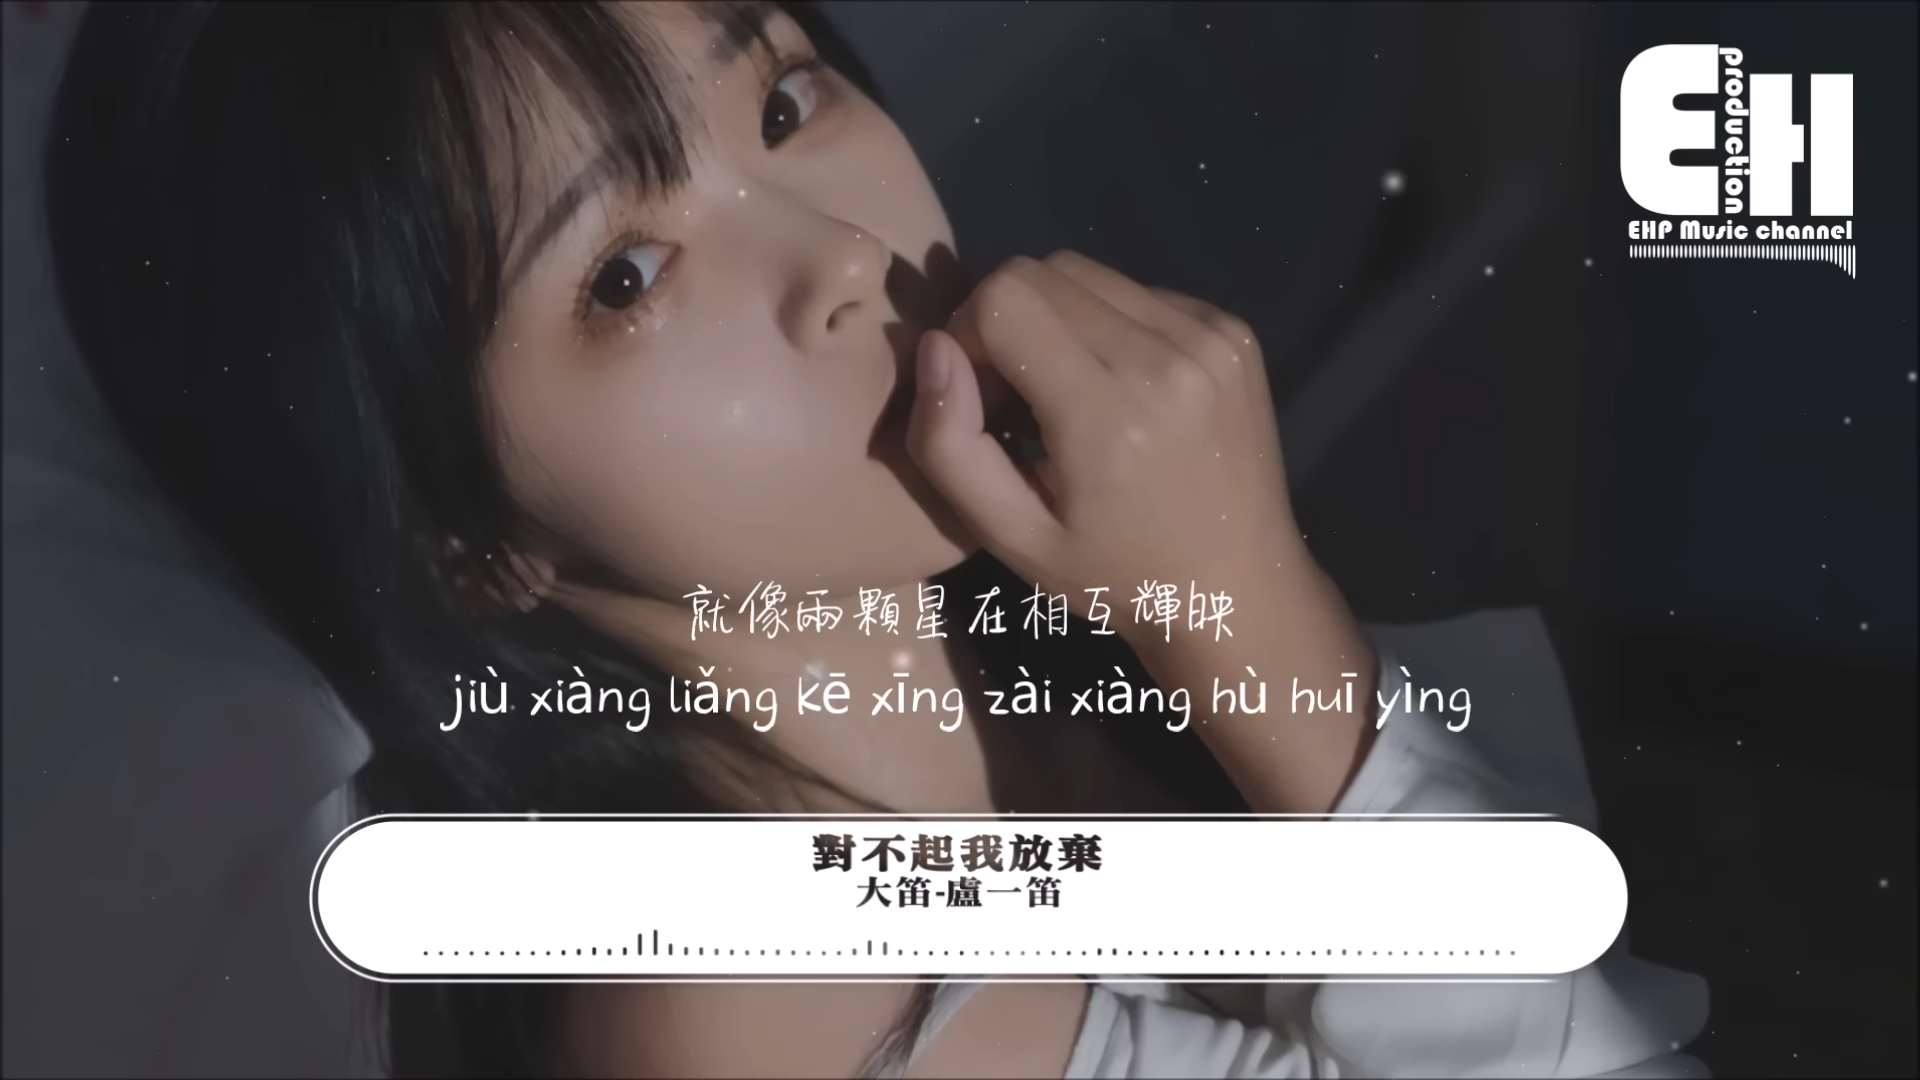 EH
production
EHP Music channel
就像兩顆星在相互輝映
jiù xiàng liǎng kē xīng zài xiàng hù huī yìng
對不起我放棄
大笛-盧一笛